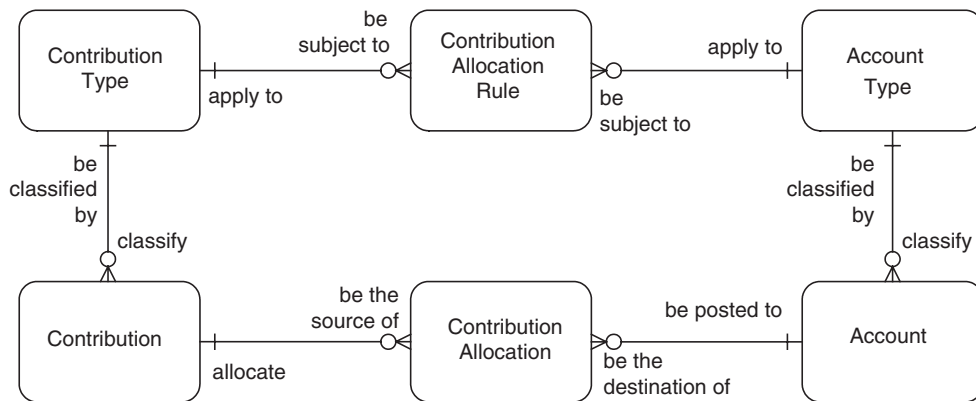 Contribution
Type
be
subject to
apply to
Contribution
Allocation
Rule
apply to
be
subject to
Account
Type
be
classified
by
classify
be
classified
by
classify
Contribution
be the
source of
allocate
Contribution
Allocation
be posted to
be the
destination of
Account